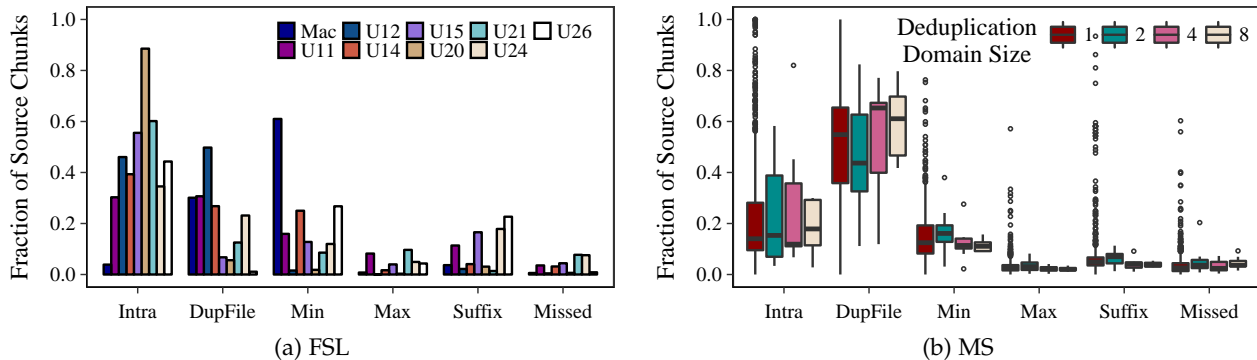 Fraction of Source Chunks
1.0
0.8
0.6
0.4
0.2
0.0
Mac U12 U15 U21 U26
U11 U14 U20 U24
Intra DupFile Min Max Suffix Missed
(a) FSL
Fraction of Source Chunks
1.0
0.8
0.6
0.4
0.2
0.0
Deduplication
Domain Size
1 2 4 8
Intra DupFile Min Max Suffix Missed
(b) MS